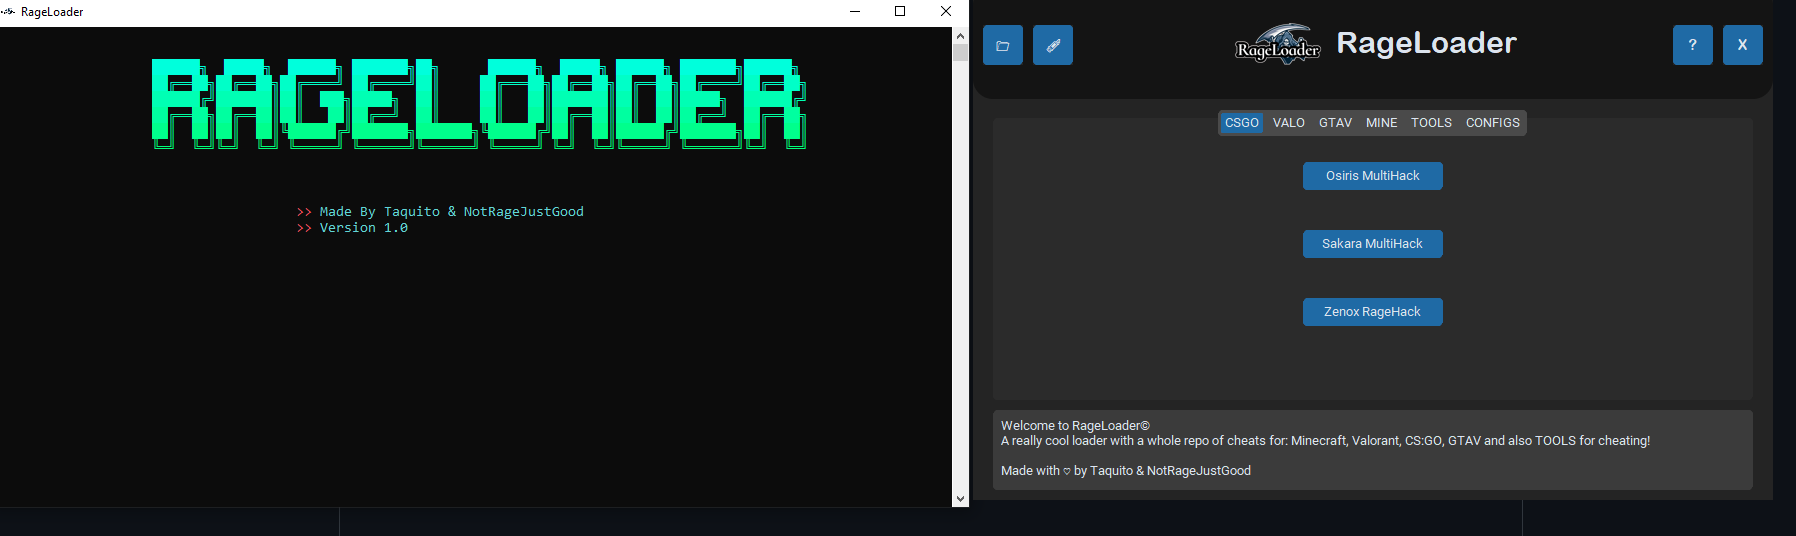 RageLoader
RAGELOADER
>> Made By Taquito & NotRageJustGood
>> Version 1.0
RageLoader RageLoader
? X
CSGO VALO GTAV MINE TOOLS CONFIGS
Osiris MultiHack
Sakara MultiHack
Zenox RageHack
Welcome to RageLoader©
A really cool loader with a whole repo of cheats for: Minecraft, Valorant, CS:GO, GTAV and also TOOLS for cheating!
Made with ♡ by Taquito & NotRageJustGood